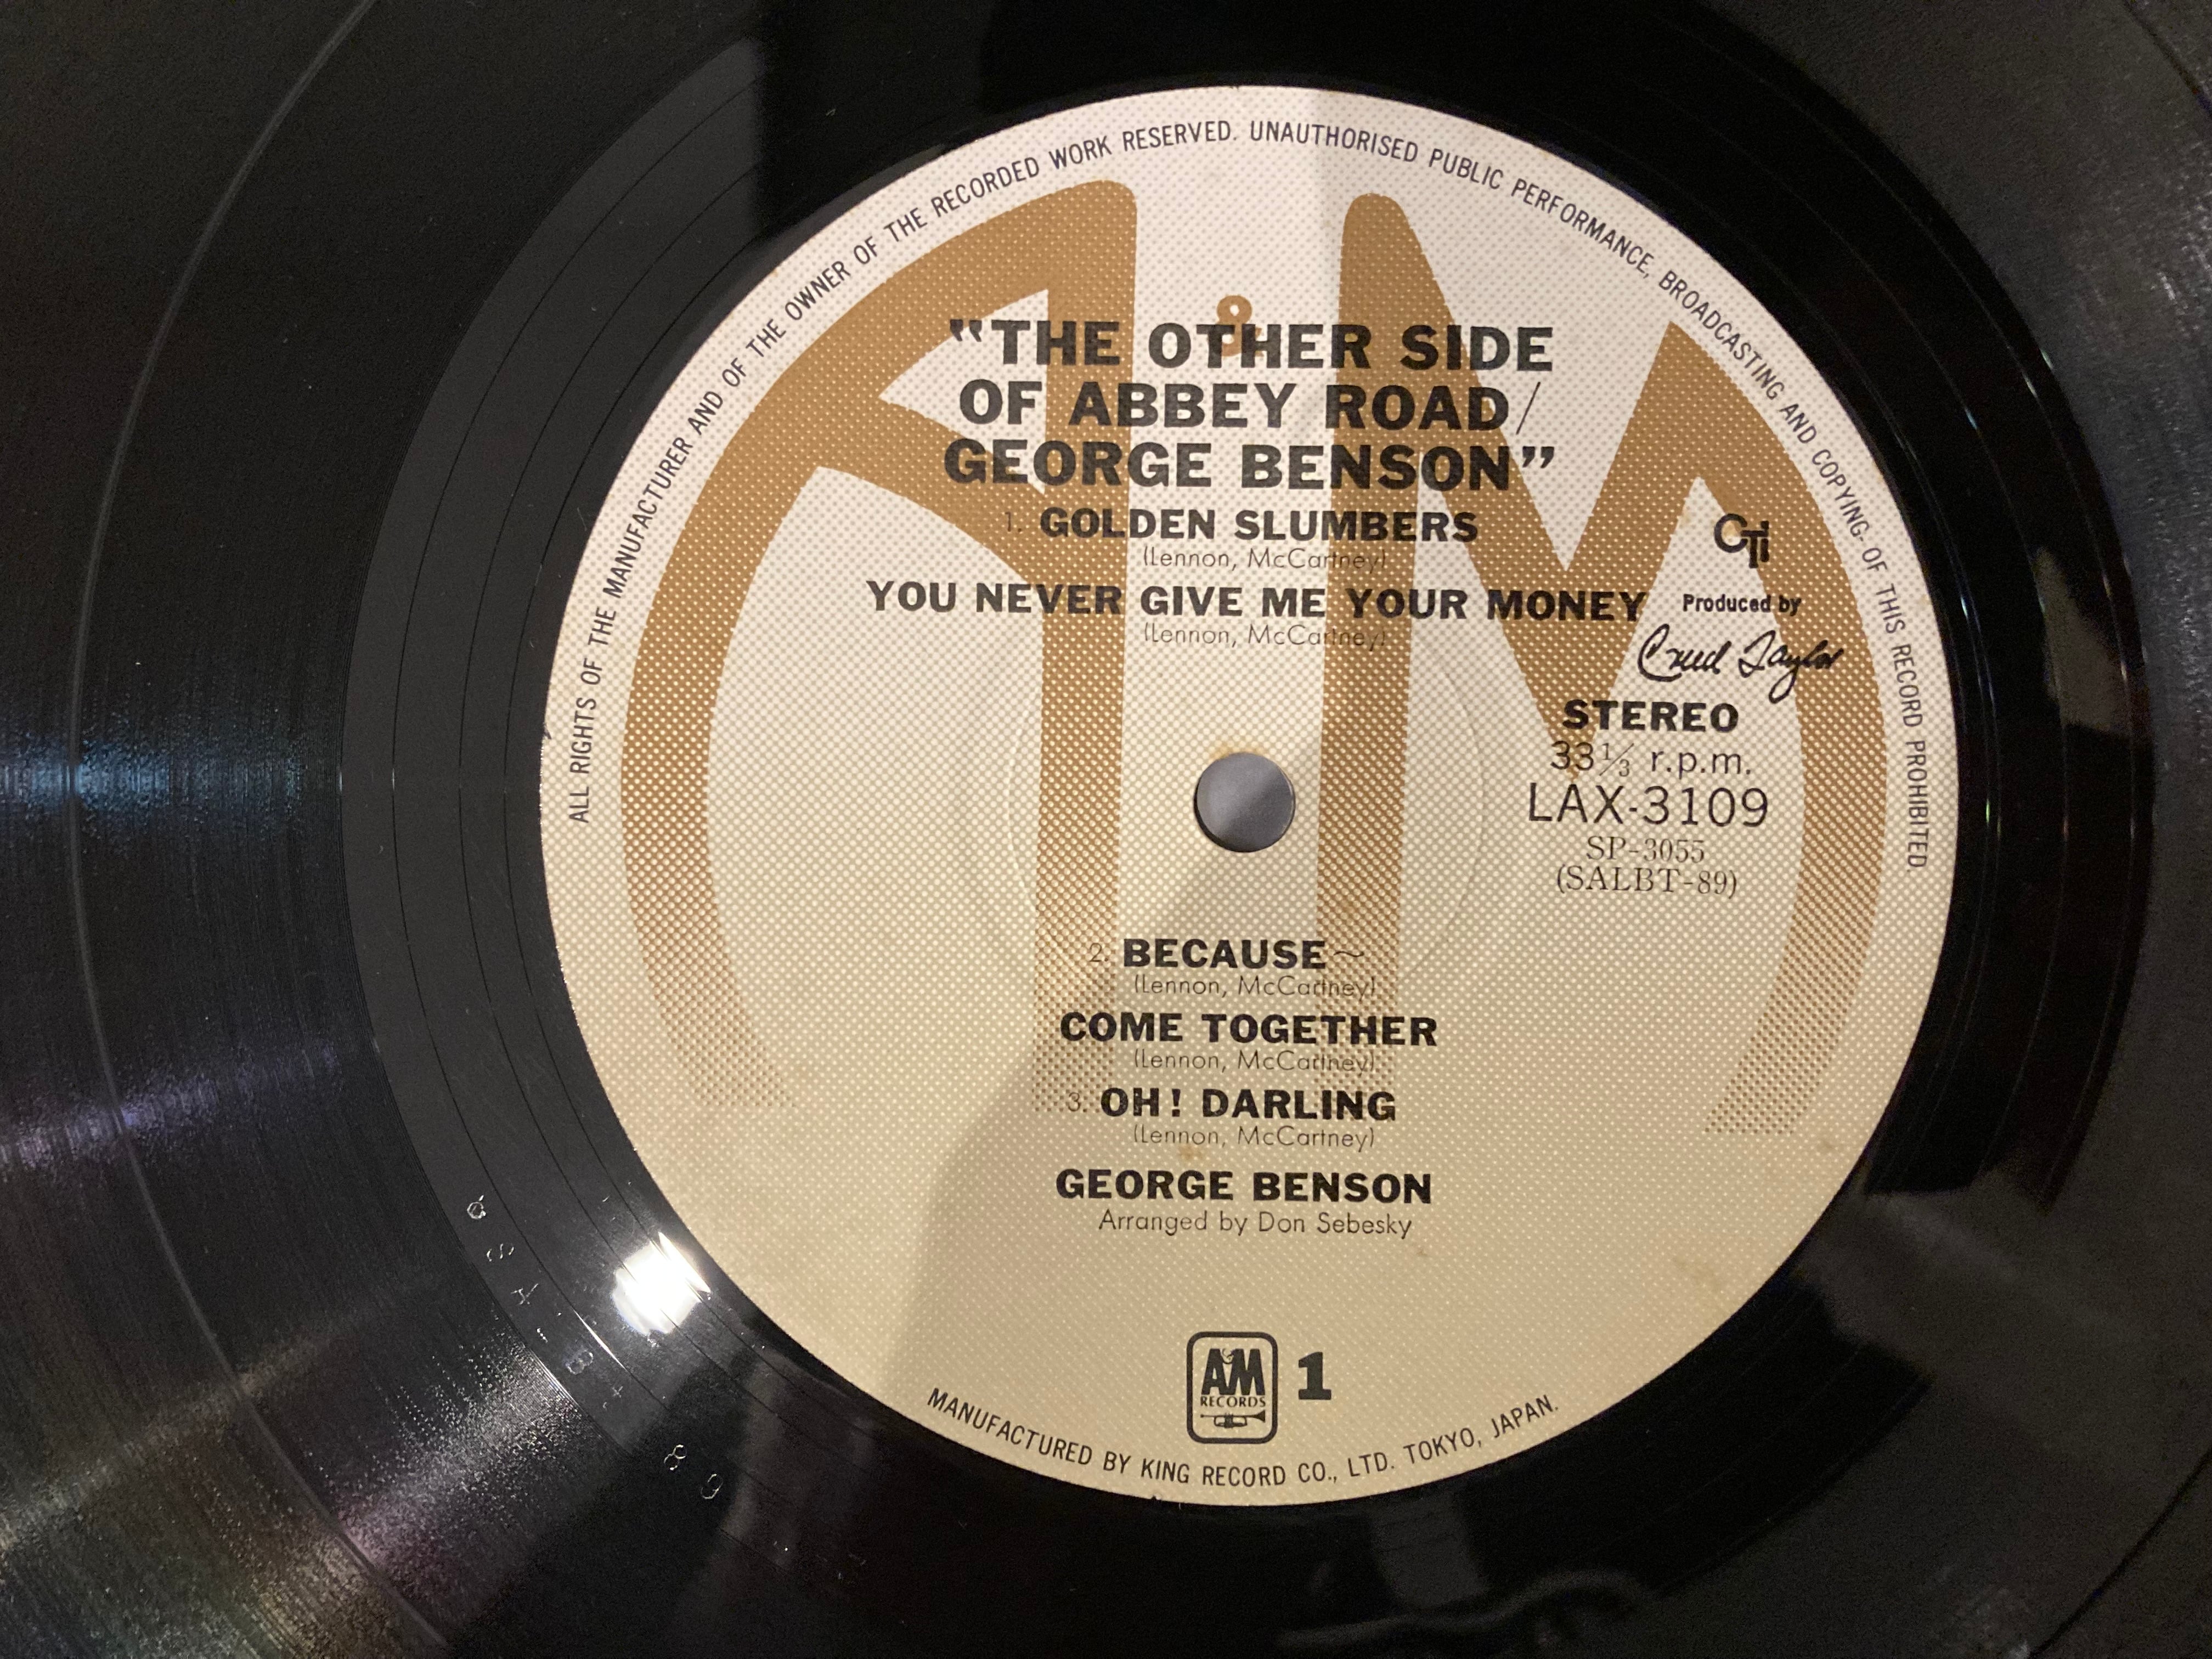 ALL RIGHTS OF THE MANUFACTURER AND OF THE OWNER OF THE RECORDED WORK RESERVED. UNAUTHORISED PUBLIC PERFORMANCE, BROADCASTING AND COPYING OF THIS RECORD PROHIBITED.
A&M
"THE OTHER SIDE
OF ABBEY ROAD/
GEORGE BENSON"
1. GOLDEN SLUMBERS
(Lennon, McCartney)
YOU NEVER GIVE ME YOUR MONEY
(Lennon, McCartney)
CTi
Produced by
Creed Taylor
STEREO
33⅓ r.p.m.
LAX-3109
SP-3055
(SALBT-89)
2. BECAUSE~
(Lennon, McCartney)
COME TOGETHER
(Lennon, McCartney)
3. OH! DARLING
(Lennon, McCartney)
GEORGE BENSON
Arranged by Don Sebesky
A&M
RECORDS
1
MANUFACTURED BY KING RECORD CO., LTD. TOKYO, JAPAN.